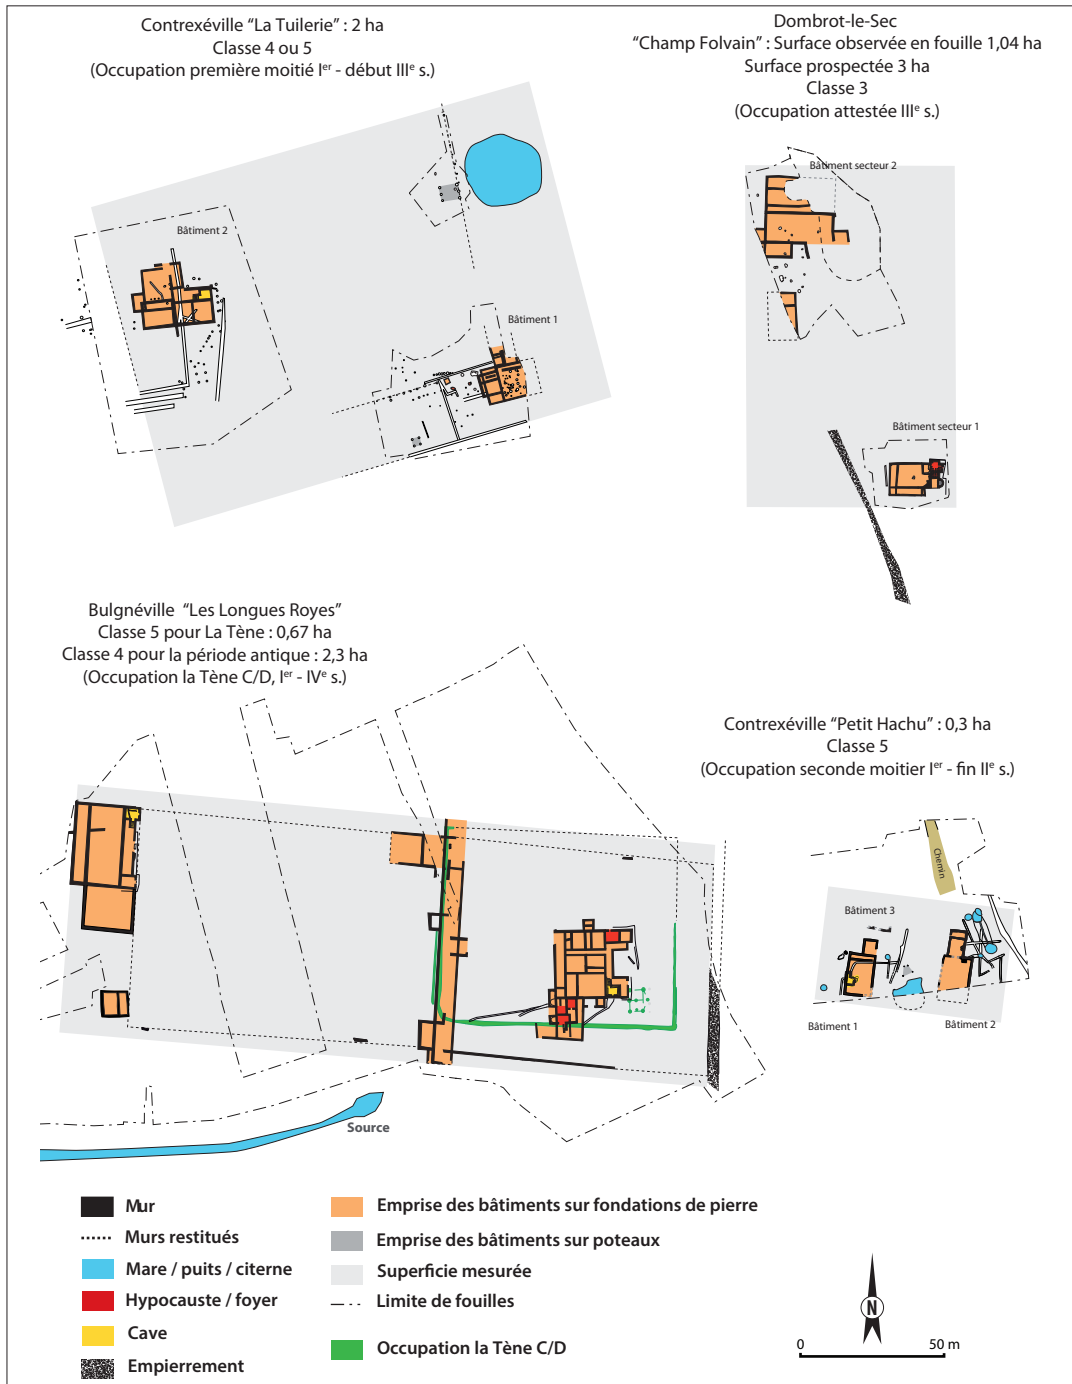 Contrexéville “La Tuilerie” : 2 ha
Classe 4 ou 5
(Occupation première moitié Ier - début IIIe s.)
Bâtiment 2
Bâtiment 1
Dombrot-le-Sec
“Champ Folvain” : Surface observée en fouille 1,04 ha
Surface prospectée 3 ha
Classe 3
(Occupation attestée IIIe s.)
Bâtiment secteur 2
Bâtiment secteur 1
Bulgnéville “Les Longues Royes”
Classe 5 pour La Tène : 0,67 ha
Classe 4 pour la période antique : 2,3 ha
(Occupation la Tène C/D, Ier - IVe s.)
Source
Contrexéville “Petit Hachu” : 0,3 ha
Classe 5
(Occupation seconde moitier Ier - fin IIe s.)
Chemin
Bâtiment 3
Bâtiment 1
Bâtiment 2
Mur
Murs restitués
Mare / puits / citerne
Hypocauste / foyer
Cave
Empierrement
Emprise des bâtiments sur fondations de pierre
Emprise des bâtiments sur poteaux
Superficie mesurée
Limite de fouilles
Occupation la Tène C/D
N
0 50 m